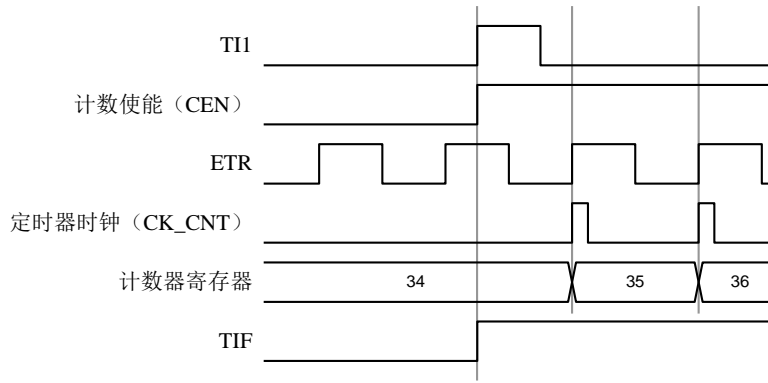 TI1
计数使能（CEN）
ETR
定时器时钟（CK_CNT）
计数器寄存器 34 35 36
TIF